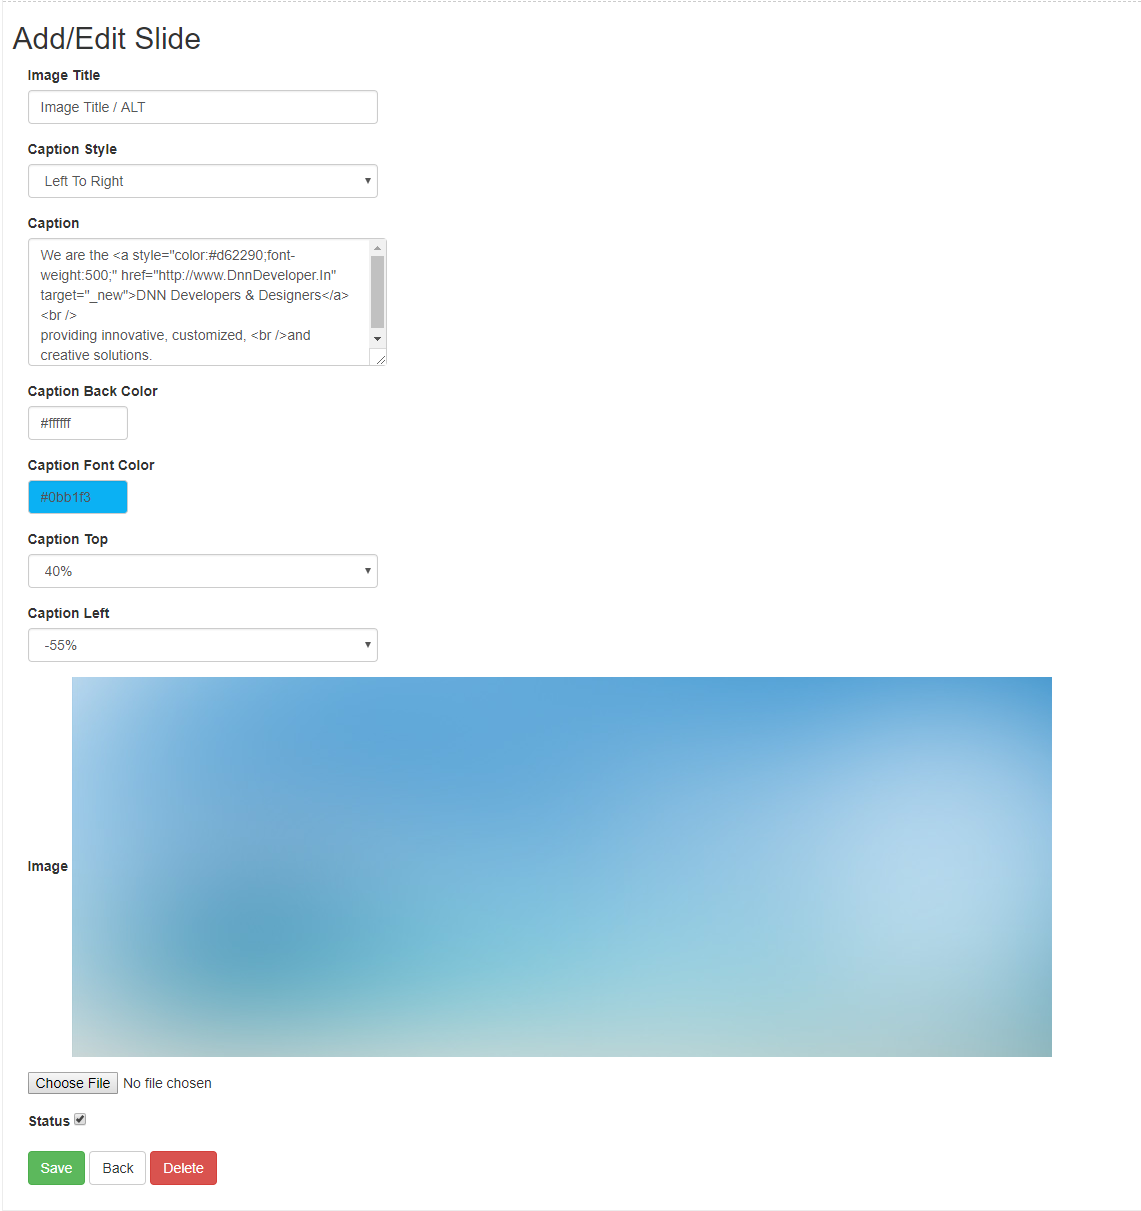 Add/Edit Slide
Image Title
Image Title / ALT
Caption Style
Left To Right
Caption
We are the <a style="color:#d62290;font-
weight:500;" href="http://www.DnnDeveloper.In"
target="_new">DNN Developers & Designers</a>
<br />
providing innovative, customized, <br />and
creative solutions.
Caption Back Color
#ffffff
Caption Font Color
#0bb1f3
Caption Top
40%
Caption Left
-55%
Image
Choose File No file chosen
Status
Save Back Delete